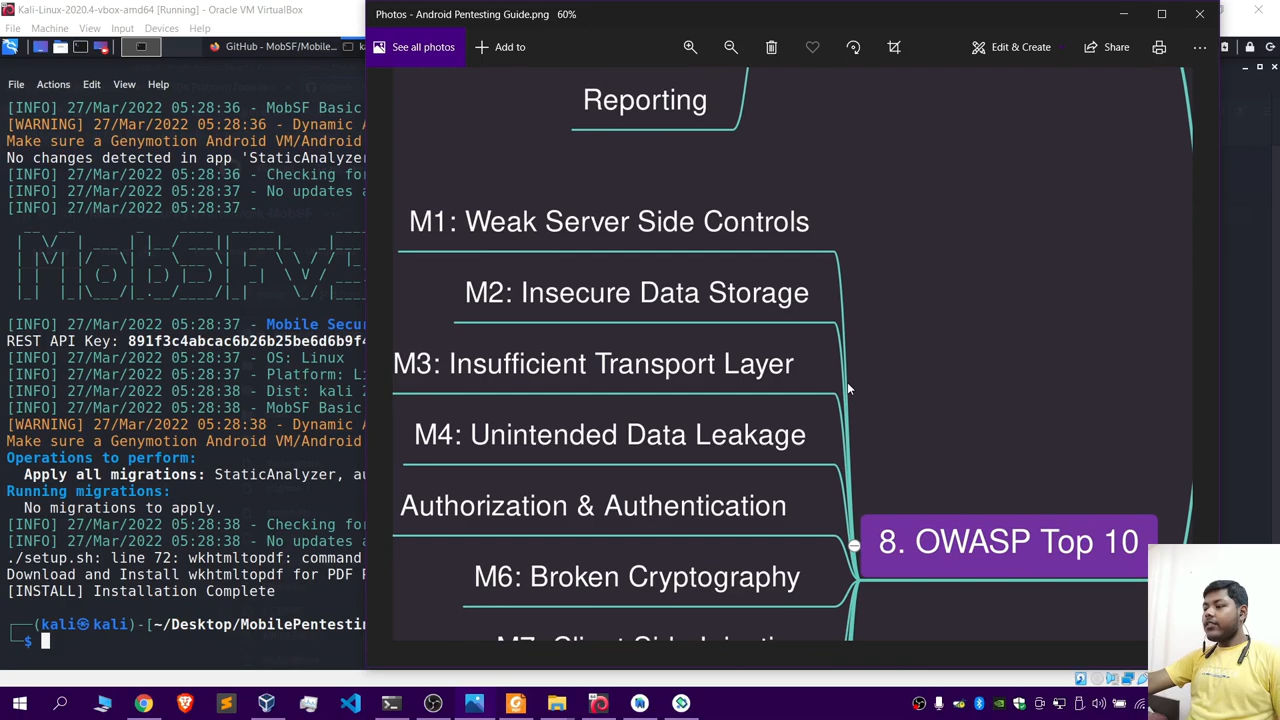 Kali-Linux-2020.4-vbox-amd64 [Running] - Oracle VM VirtualBox
File Machine View Input Devices Help
GitHub - MobSF/Mobile
File Actions Edit View Help
[INFO] 27/Mar/2022 05:28:36 - MobSF Basic
[WARNING] 27/Mar/2022 05:28:36 - Dynamic
Make sure a Genymotion Android VM/Android
No changes detected in app 'StaticAnalyzer
[INFO] 27/Mar/2022 05:28:36 - Checking for
[INFO] 27/Mar/2022 05:28:37 - No updates
[INFO] 27/Mar/2022 05:28:37 -
[INFO] 27/Mar/2022 05:28:37 - Mobile Secu
REST API Key: 891f3c4abcac6b26b25be6d6b9f4
[INFO] 27/Mar/2022 05:28:37 - OS: Linux
[INFO] 27/Mar/2022 05:28:37 - Platform: Li
[INFO] 27/Mar/2022 05:28:37 - Dist: kali 2
[INFO] 27/Mar/2022 05:28:38 - MobSF Basic
[WARNING] 27/Mar/2022 05:28:38 - Dynamic
Make sure a Genymotion Android VM/Android
Operations to perform:
Apply all migrations: StaticAnalyzer, au
Running migrations:
No migrations to apply.
[INFO] 27/Mar/2022 05:28:38 - Checking for
[INFO] 27/Mar/2022 05:28:38 - No updates
./setup.sh: line 72: wkhtmltopdf: command
Download and Install wkhtmltopdf for PDF
[INSTALL] Installation Complete
(kali㉿kali)-[~/Desktop/MobilePentestin
$
Photos - Android Pentesting Guide.png 60%
See all photos Add to Edit & Create Share
Reporting
M1: Weak Server Side Controls
M2: Insecure Data Storage
M3: Insufficient Transport Layer
M4: Unintended Data Leakage
Authorization & Authentication
8. OWASP Top 10
M6: Broken Cryptography
ENG
8:00 PM